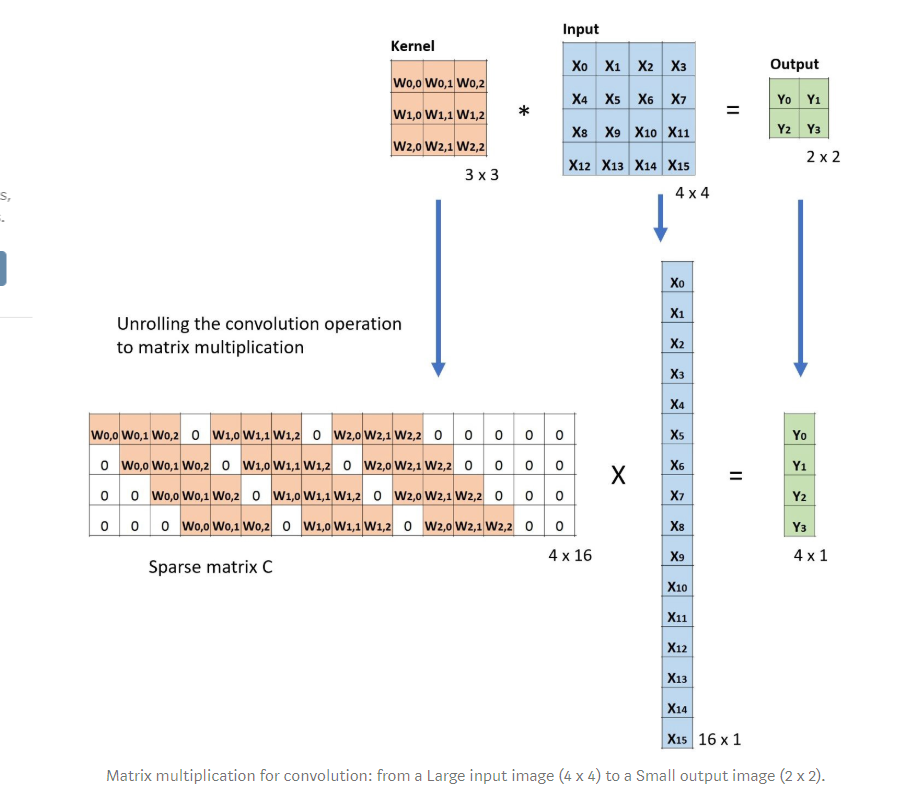 Input
Kernel
Output
X0 X1 X2 X3
W0,0 W0,1 W0,2
X4 X5 X6 X7
Y0 Y1
*
=
W1,0 W1,1 W1,2
X8 X9 X10 X11
Y2 Y3
W2,0 W2,1 W2,2
X12 X13 X14 X15
2 x 2
3 x 3
4 x 4
s,
Unrolling the convolution operation
to matrix multiplication
X0
X1
X2
X3
X4
X5
X6
X7
X8
X9
X10
X11
X12
X13
X14
X15
16 x 1
W0,0 W0,1 W0,2 0 W1,0 W1,1 W1,2 0 W2,0 W2,1 W2,2 0 0 0 0 0
0 W0,0 W0,1 W0,2 0 W1,0 W1,1 W1,2 0 W2,0 W2,1 W2,2 0 0 0 0
0 0 W0,0 W0,1 W0,2 0 W1,0 W1,1 W1,2 0 W2,0 W2,1 W2,2 0 0 0
0 0 0 W0,0 W0,1 W0,2 0 W1,0 W1,1 W1,2 0 W2,0 W2,1 W2,2 0 0
4 x 16
Sparse matrix C
X
=
Y0
Y1
Y2
Y3
4 x 1
Matrix multiplication for convolution: from a Large input image (4 x 4) to a Small output image (2 x 2).